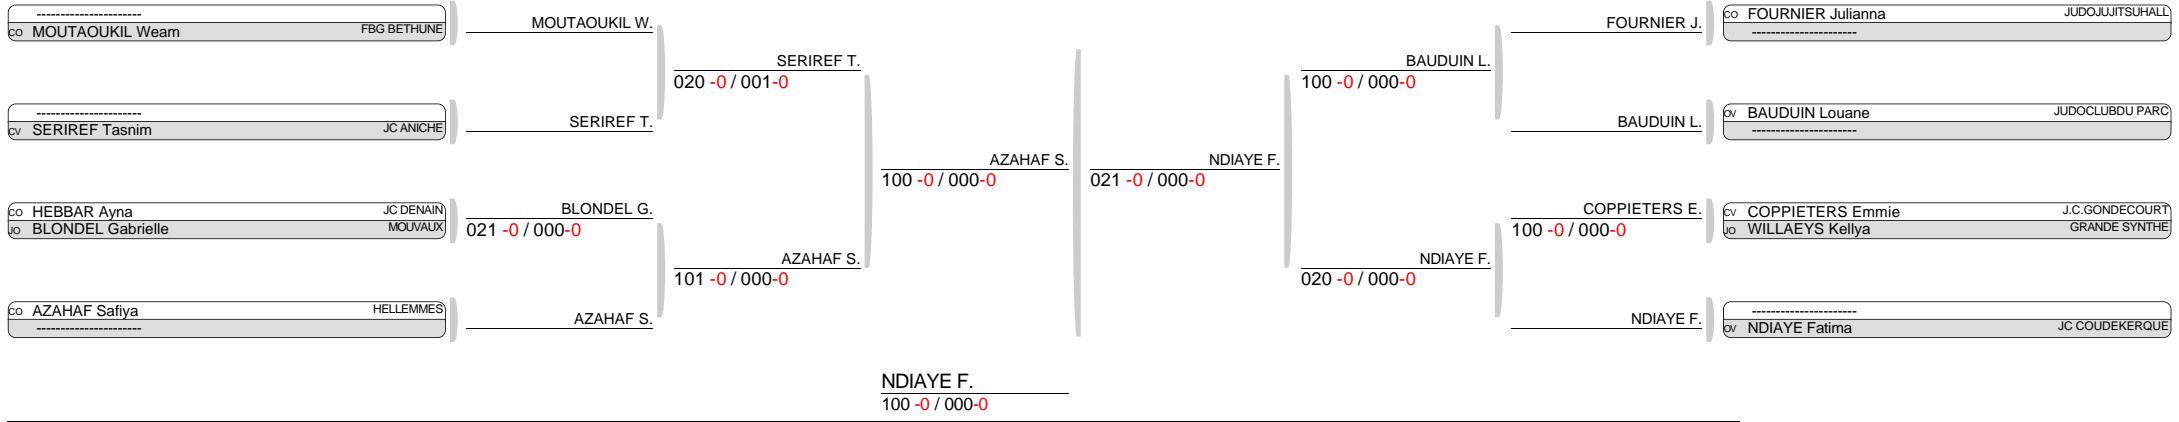 ----------------------
CO MOUTAOUKIL Weam FBG BETHUNE
----------------------
CV SERIREF Tasnim JC ANICHE
CO HEBBAR Ayna JC DENAIN
JO BLONDEL Gabrielle MOUVAUX
CO AZAHAF Safiya HELLEMMES
----------------------
MOUTAOUKIL W.
SERIREF T.
BLONDEL G.
021 -0 / 000-0
AZAHAF S.
SERIREF T.
020 -0 / 001-0
AZAHAF S.
101 -0 / 000-0
AZAHAF S.
100 -0 / 000-0
NDIAYE F.
100 -0 / 000-0
NDIAYE F.
021 -0 / 000-0
BAUDUIN L.
100 -0 / 000-0
NDIAYE F.
020 -0 / 000-0
FOURNIER J.
BAUDUIN L.
COPPIETERS E.
100 -0 / 000-0
NDIAYE F.
CO FOURNIER Julianna JUDOJUJITSUHALL
----------------------
OV BAUDUIN Louane JUDOCLUBDU PARC
----------------------
CV COPPIETERS Emmie J.C.GONDECOURT
JO WILLAEYS Kellya GRANDE SYNTHE
----------------------
OV NDIAYE Fatima JC COUDEKERQUE